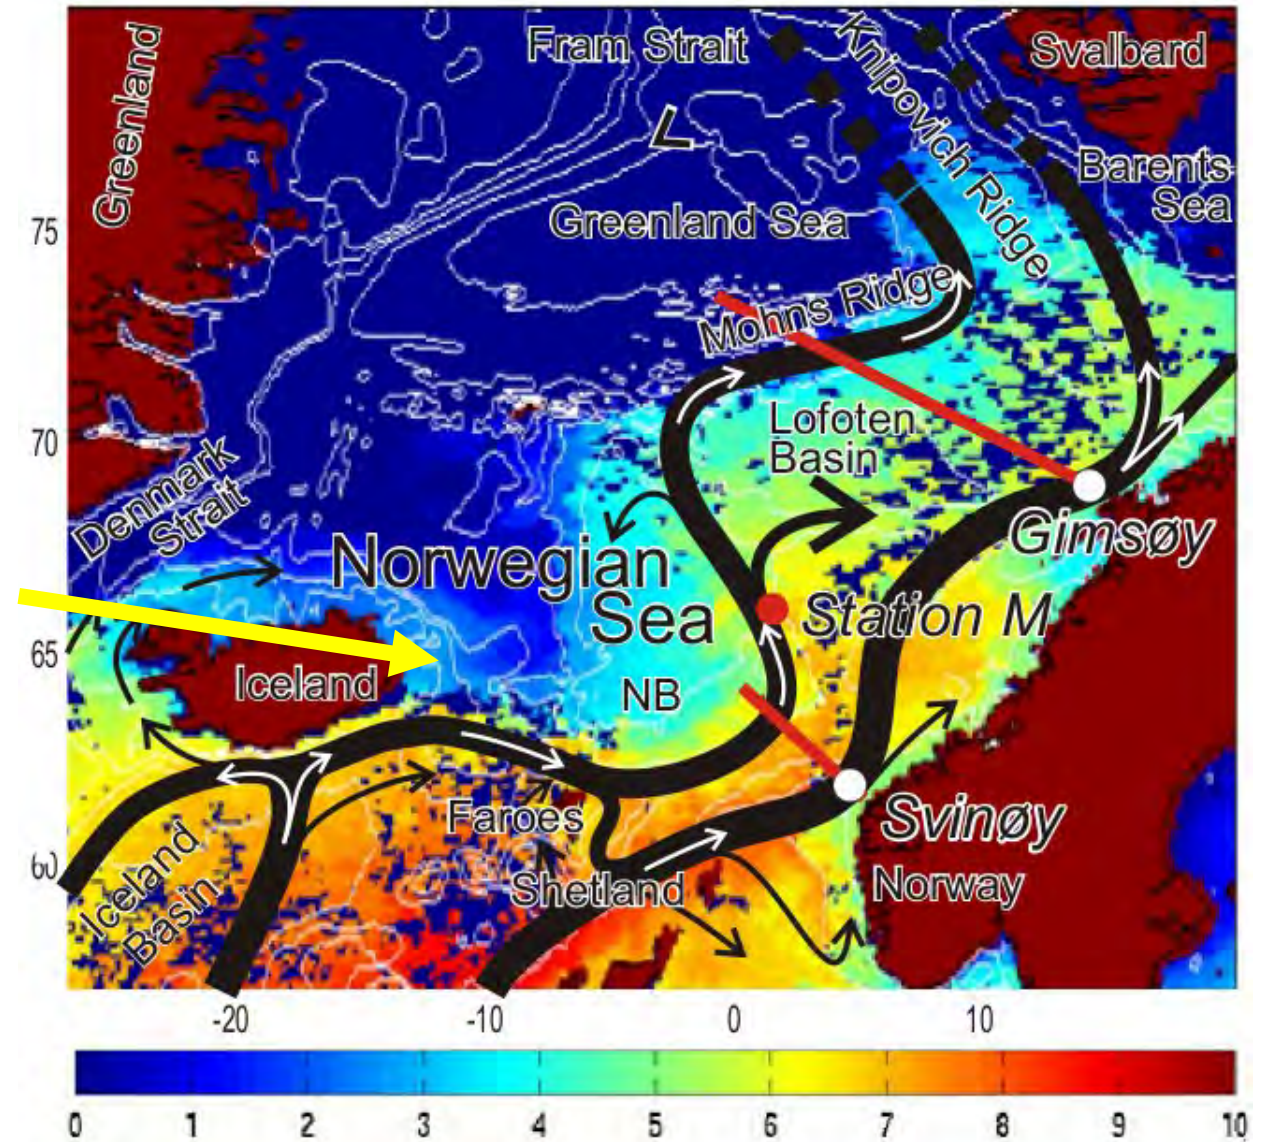 Greenland
Fram Strait
Knipovich Ridge
Svalbard
Barents
Sea
Greenland Sea
75
Mohns Ridge
Lofoten
Basin
70
Denmark
Strait
Gimsøy
Norwegian
Sea
Station M
65
Iceland
NB
Faroes
Svinøy
60
Iceland
Basin
Shetland
Norway
-20
-10
0
10
0
1
2
3
4
5
6
7
8
9
10